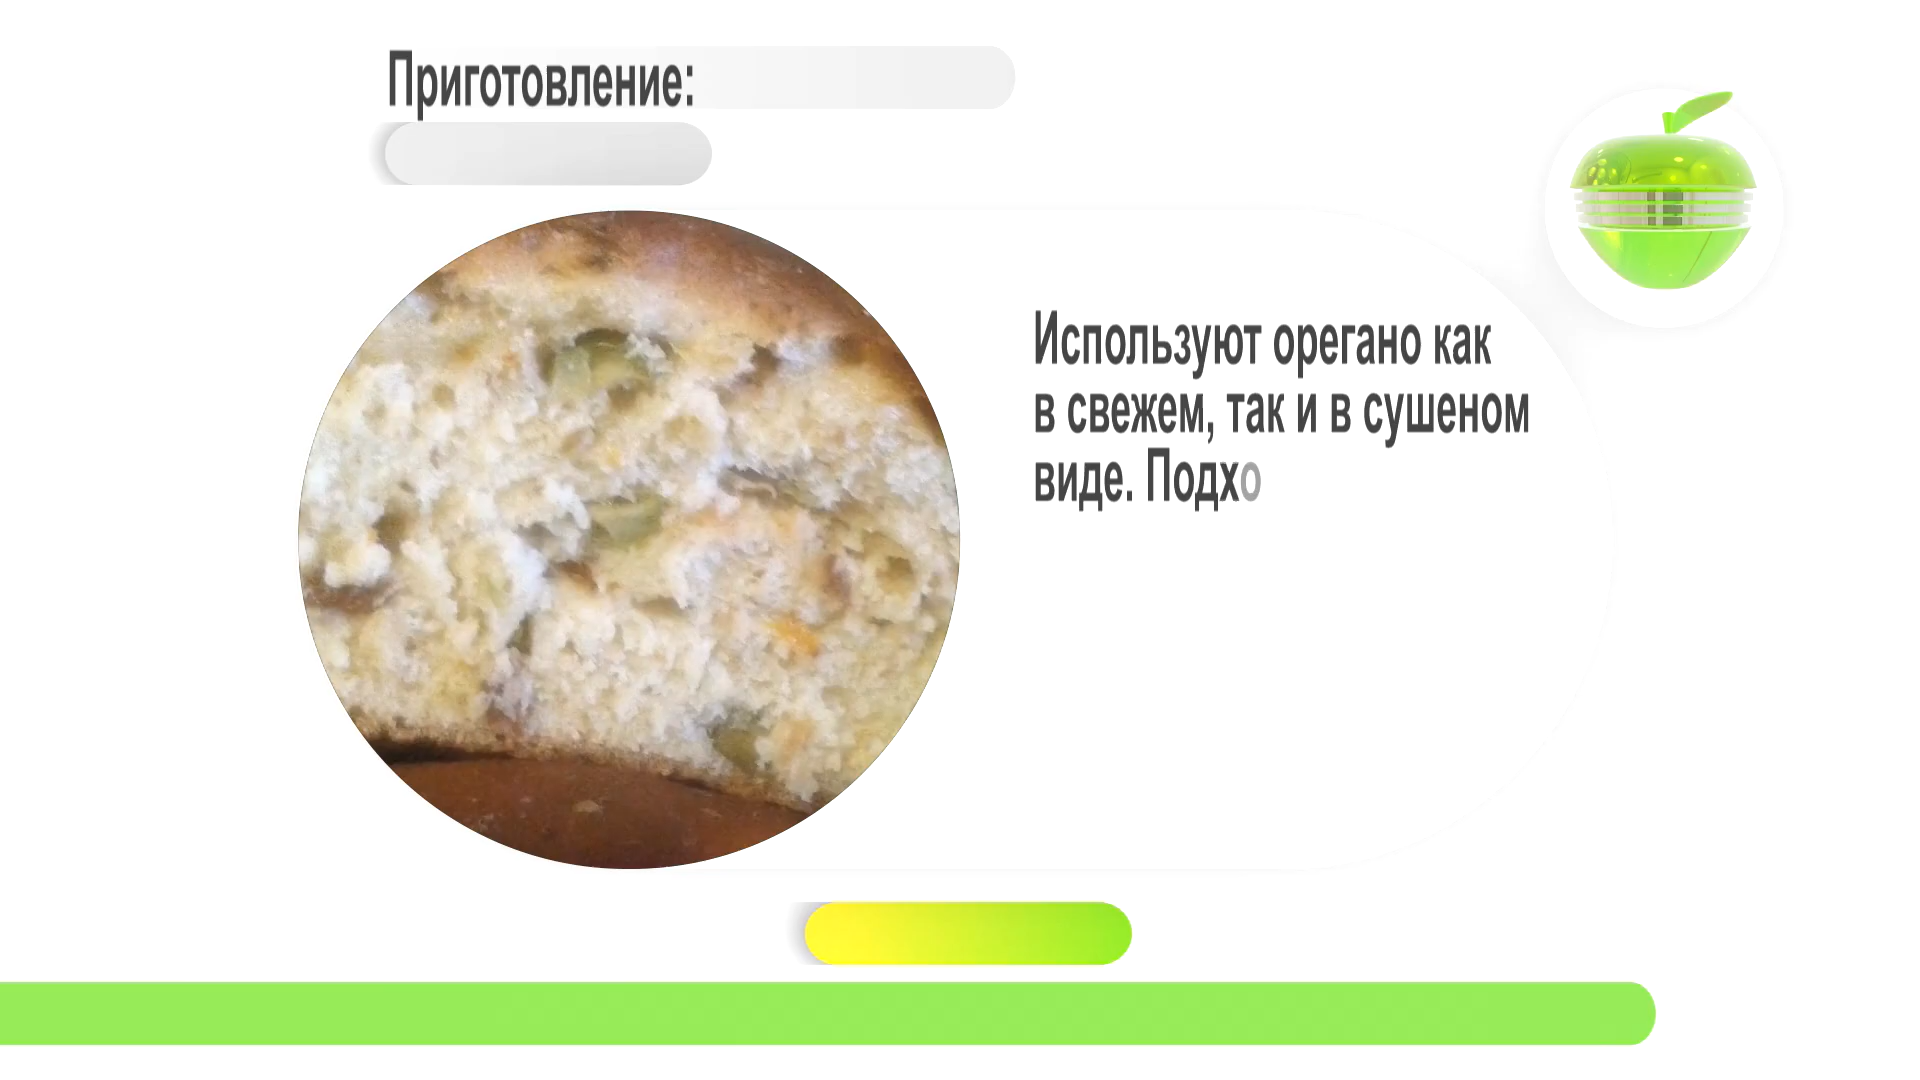 Приготовление:
Используют орегано как
в свежем, так и в сушеном
виде. Подхо